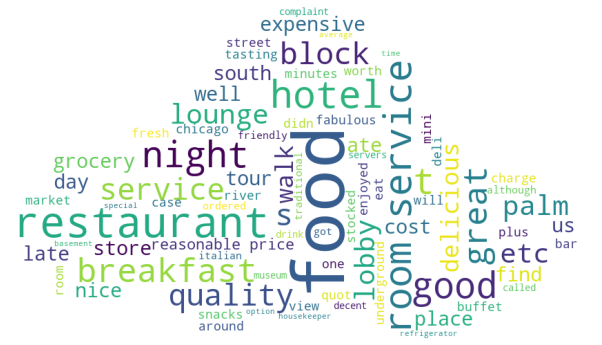 complaint
average
expensive
time
street
block
tasting
south
minutes
worth
well
hotel
lounge
fabulous
mini
chicago
didn
fresh
friendly
food
night
walk
ate
servers
deli
delicious
great
room service
grocery
tour
traditional
stocked
enjoyed
eat
t
charge
although
day
service
river
will
palm
market
case
s
special
ordered
restaurant
got
lobby
cost
plus
us
drink
late
store
reasonable price
basement
italian
one
underground
etc
bar
find
room
breakfast
museum
called
nice
quality
quot
decent
good
buffet
snacks
view
place
around
option
housekeeper
refrigerator